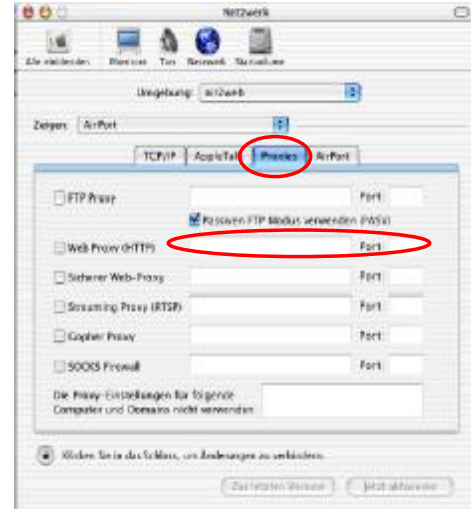 Netzwerk
Alle einblenden Monitore Ton Netzwerk Startvolume
Umgebung: air2web
Zeigen: AirPort
TCP/IP AppleTalk Proxies AirPort
FTP Proxy Port:
Passiven FTP Modus verwenden (PASV)
Web Proxy (HTTP) Port:
Sicherer Web-Proxy Port:
Streaming Proxy (RTSP) Port:
Gopher Proxy Port:
SOCKS Firewall Port:
Die Proxy-Einstellungen für folgende
Computer und Domains nicht verwenden
Klicken Sie in das Schloss, um Änderungen zu verhindern.
Zur letzten Version Jetzt aktivieren